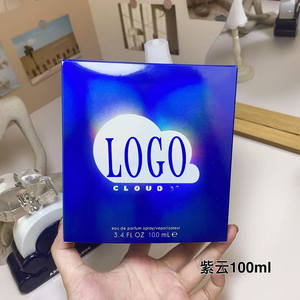 LOGO
CLOUD
eau de parfum spray/vaporisateur
3.4 FL OZ 100 mL ℮
紫云100ml